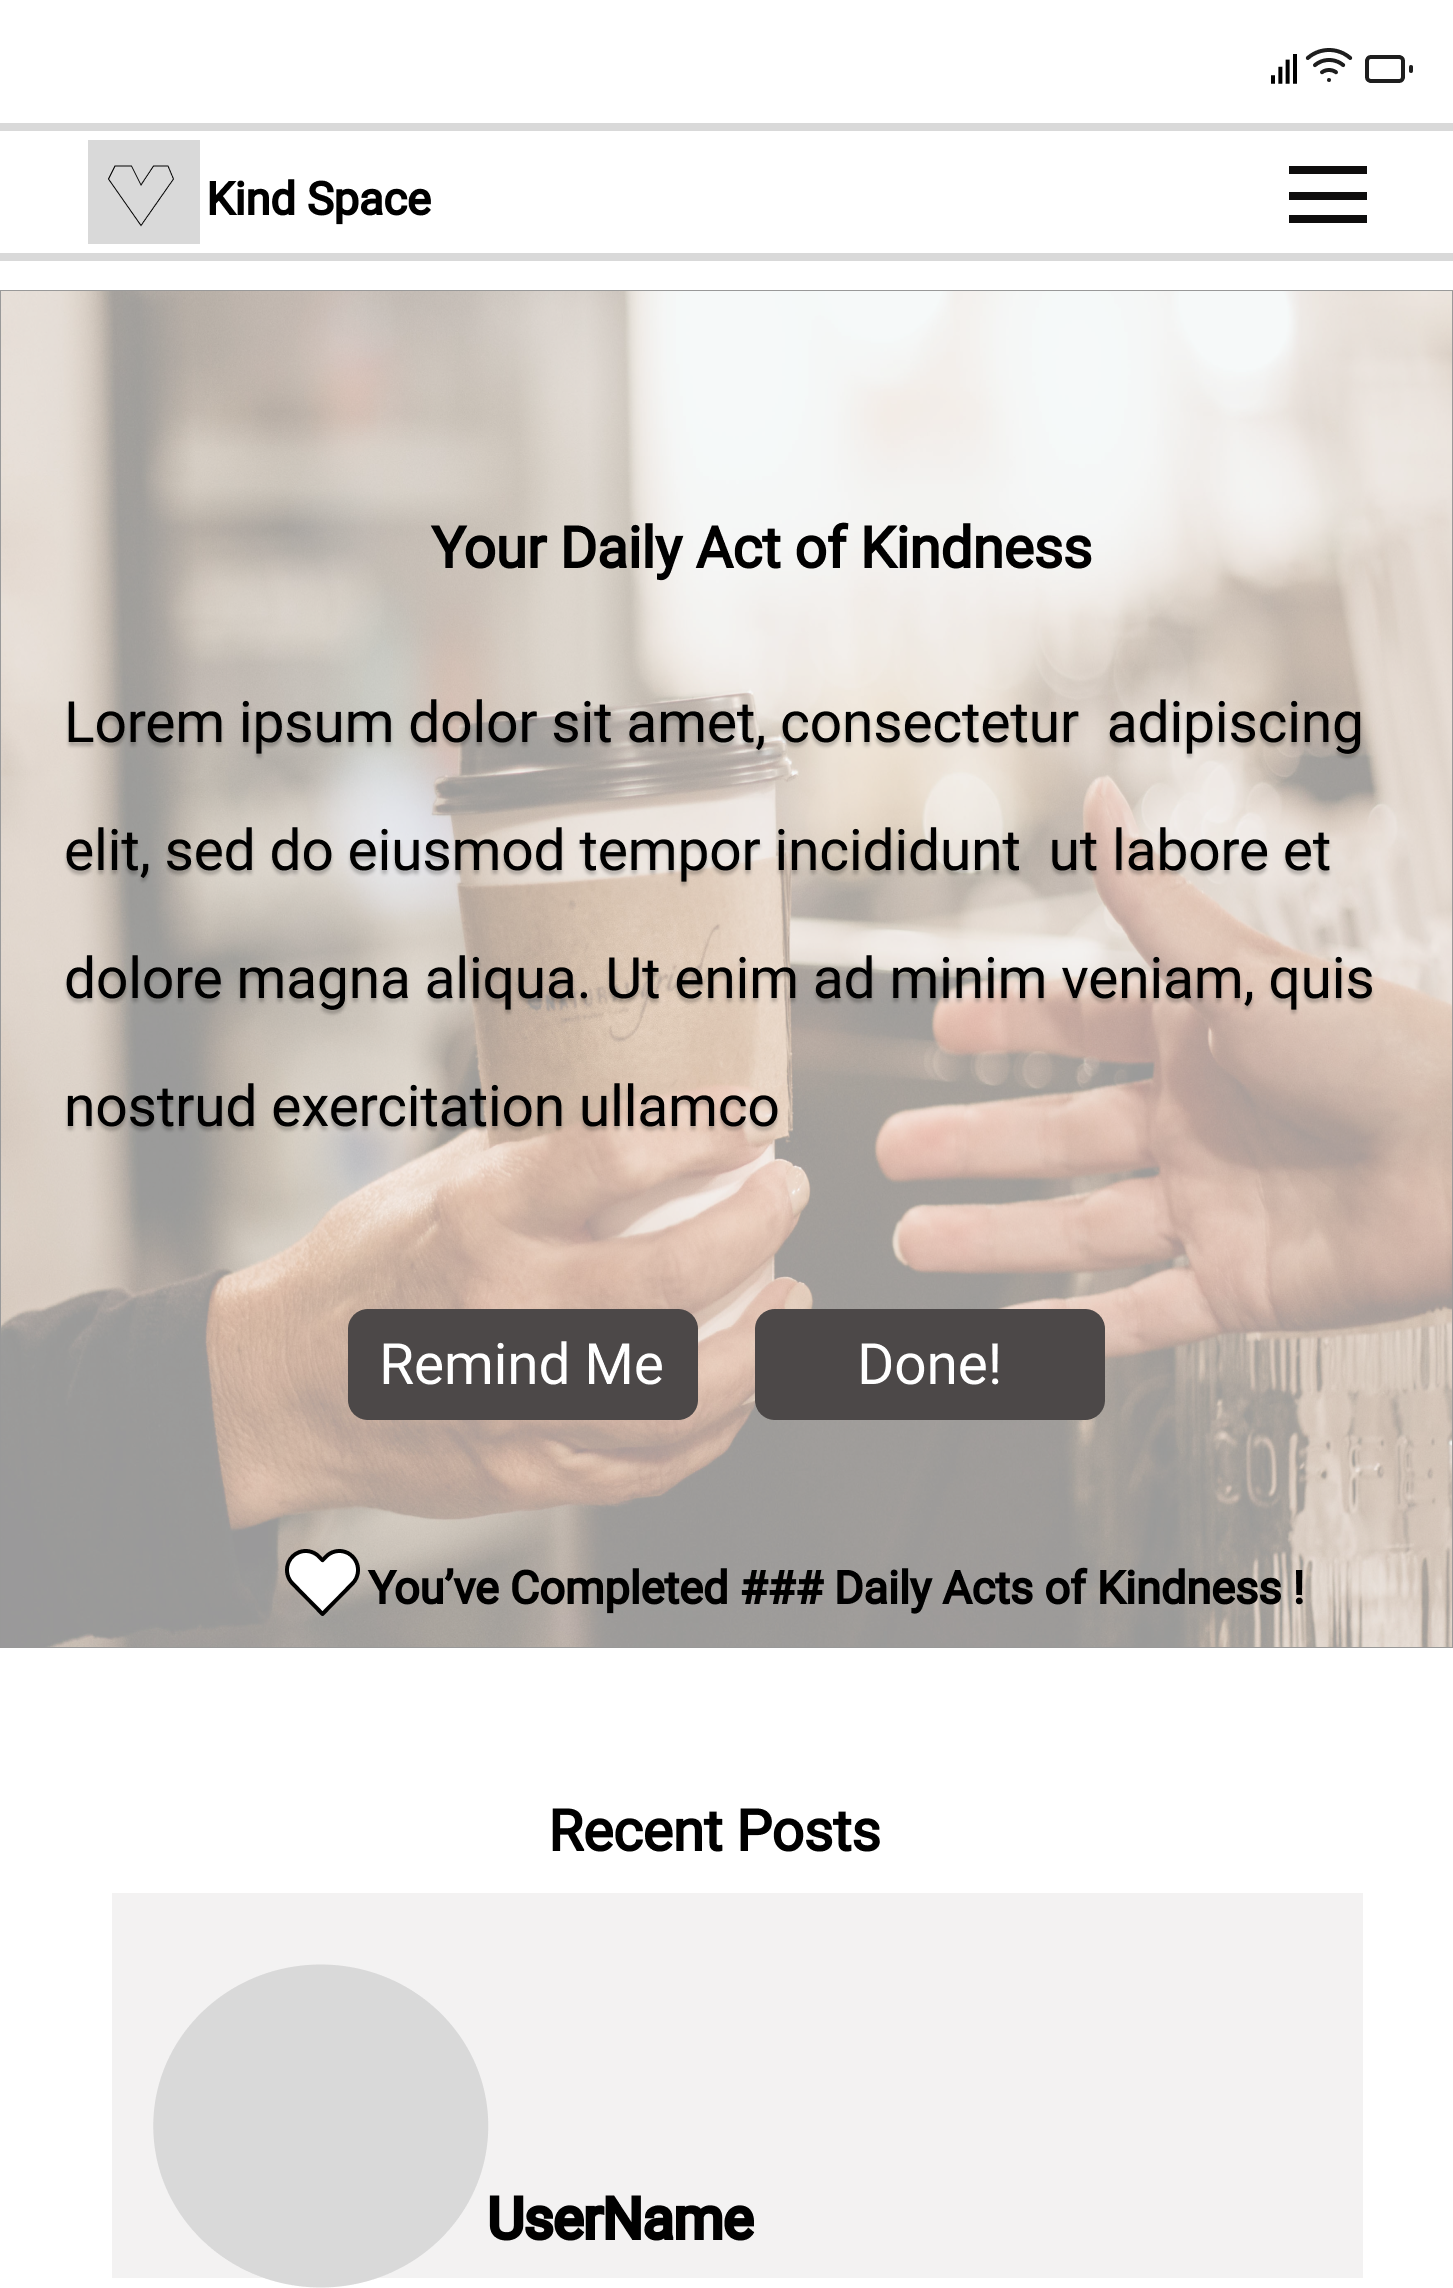 Kind Space
Your Daily Act of Kindness
Lorem ipsum dolor sit amet, consectetur  adipiscing
elit, sed do eiusmod tempor incididunt  ut labore et
dolore magna aliqua. Ut enim ad minim veniam, quis
nostrud exercitation ullamco
Remind Me
Done!
You’ve Completed ### Daily Acts of Kindness !
Recent Posts
UserName